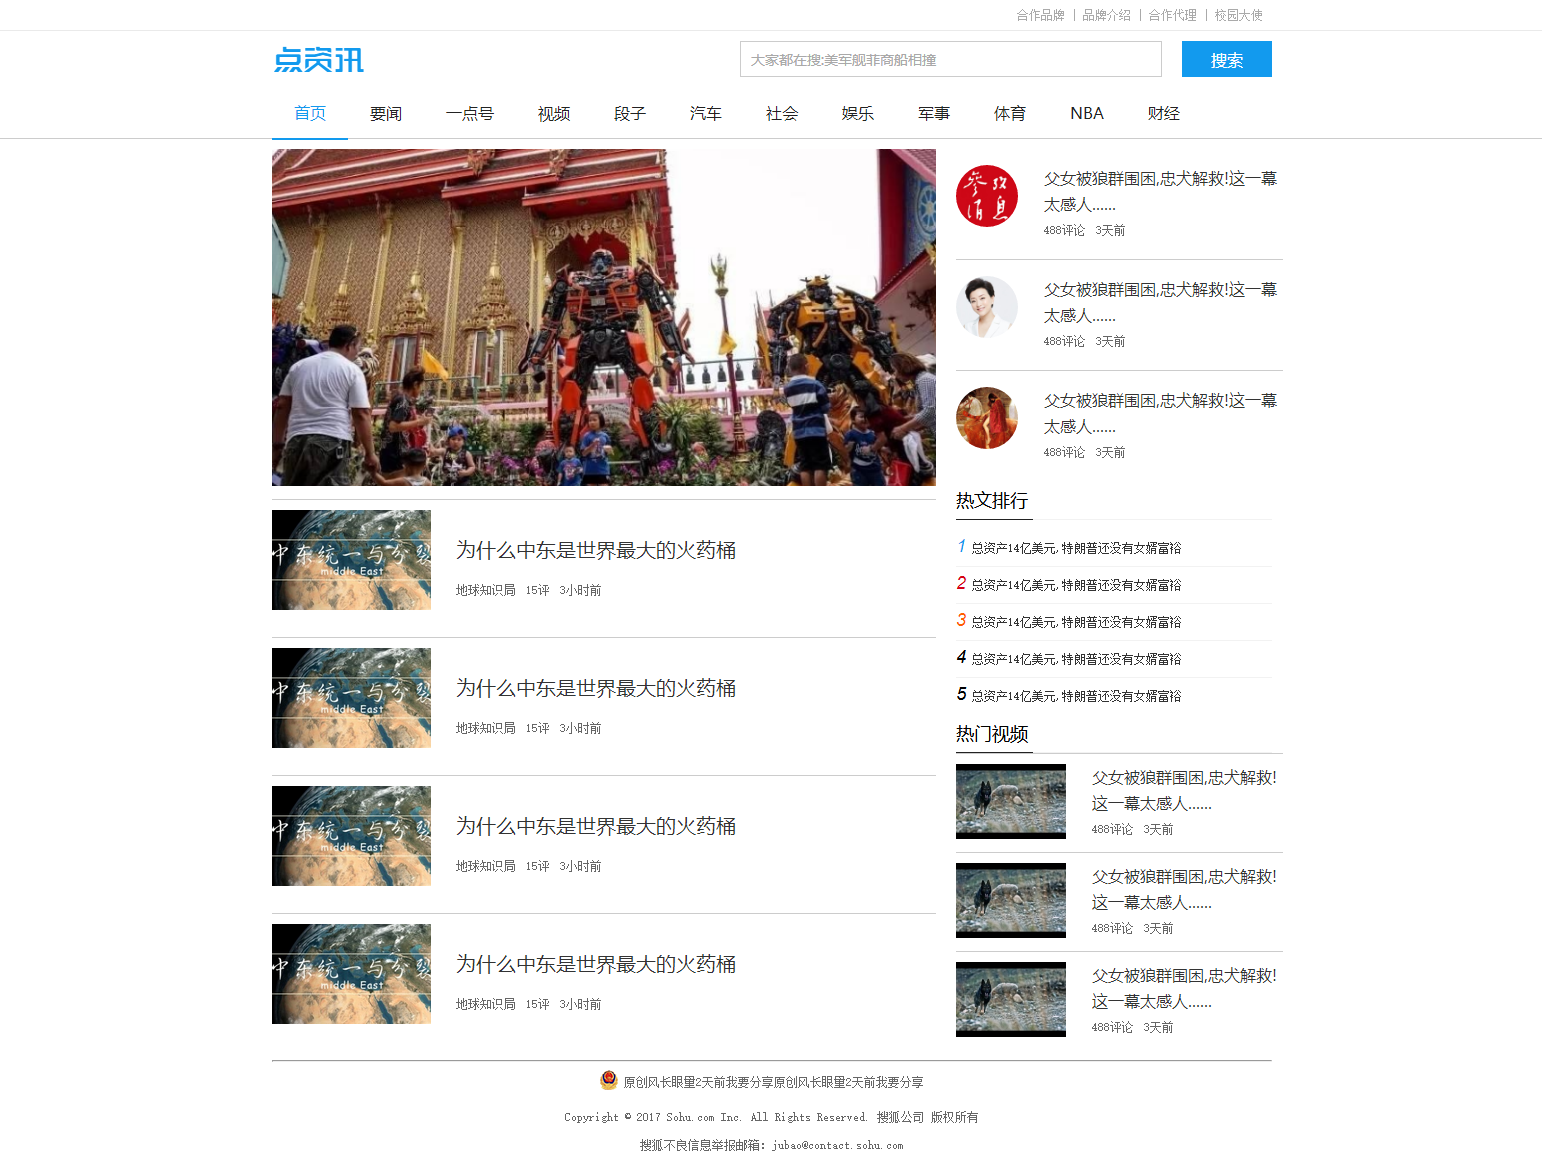 合作品牌 | 品牌介绍 | 合作代理 | 校园大使
点资讯
大家都在搜:美军舰菲商船相撞
搜索
首页 要闻 一点号 视频 段子 汽车 社会 娱乐 军事 体育 NBA 财经
父女被狼群围困,忠犬解救!这一幕
太感人......
488评论 3天前
父女被狼群围困,忠犬解救!这一幕
太感人......
488评论 3天前
父女被狼群围困,忠犬解救!这一幕
太感人......
488评论 3天前
中东统一与分裂
middle East
为什么中东是世界最大的火药桶
地球知识局 15评 3小时前
中东统一与分裂
middle East
为什么中东是世界最大的火药桶
地球知识局 15评 3小时前
中东统一与分裂
middle East
为什么中东是世界最大的火药桶
地球知识局 15评 3小时前
中东统一与分裂
middle East
为什么中东是世界最大的火药桶
地球知识局 15评 3小时前
热文排行
1 总资产14亿美元,特朗普还没有女婿富裕
2 总资产14亿美元,特朗普还没有女婿富裕
3 总资产14亿美元,特朗普还没有女婿富裕
4 总资产14亿美元,特朗普还没有女婿富裕
5 总资产14亿美元,特朗普还没有女婿富裕
热门视频
父女被狼群围困,忠犬解救!
这一幕太感人......
488评论 3天前
父女被狼群围困,忠犬解救!
这一幕太感人......
488评论 3天前
父女被狼群围困,忠犬解救!
这一幕太感人......
488评论 3天前
原创风长眼量2天前我要分享原创风长眼量2天前我要分享
Copyright © 2017 Sohu.com Inc. All Rights Reserved. 搜狐公司 版权所有
搜狐不良信息举报邮箱: jubao@contact.sohu.com